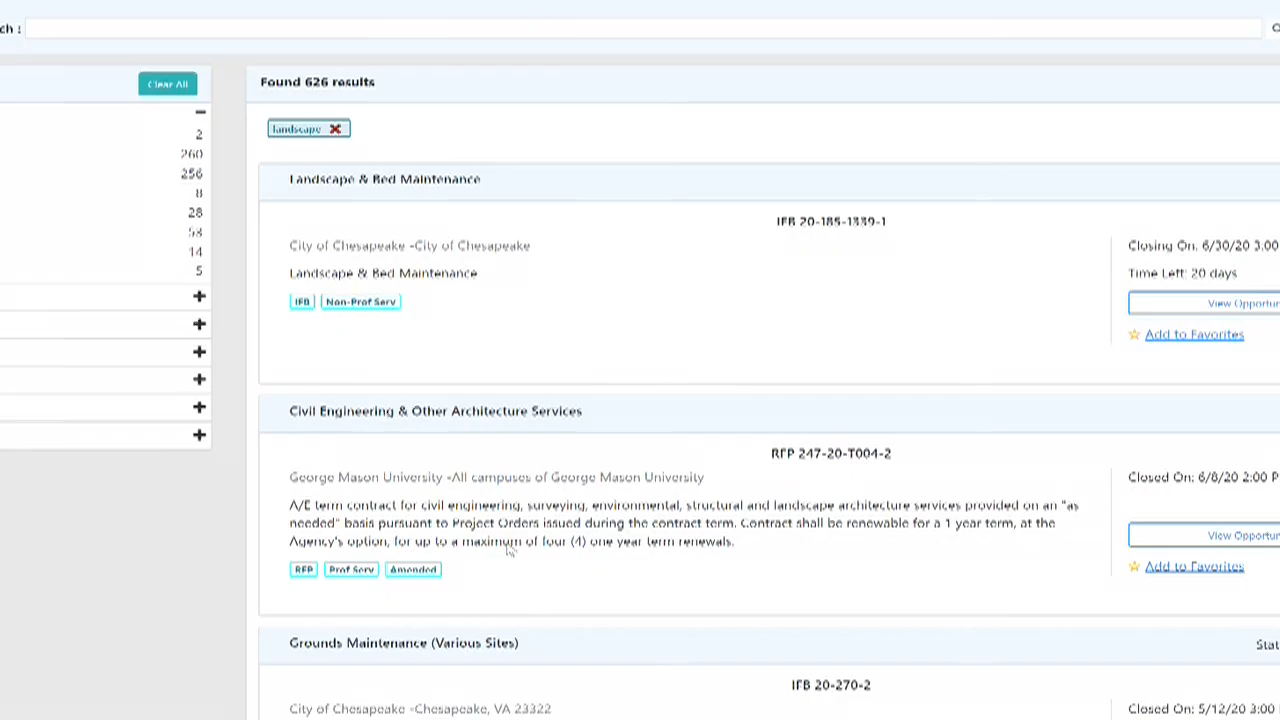 ch :
Clear All
2
260
256
8
28
58
14
5
Found 626 results
landscape
Landscape & Bed Maintenance
IFB 20-185-1339-1
City of Chesapeake -City of Chesapeake
Closing On: 6/30/20 3:00
Landscape & Bed Maintenance
Time Left: 20 days
IFB Non-Prof Serv
View Opportun
Add to Favorites
Civil Engineering & Other Architecture Services
RFP 247-20-T004-2
George Mason University -All campuses of George Mason University
Closed On: 6/8/20 2:00 P
A/E term contract for civil engineering, surveying, environmental, structural and landscape architecture services provided on an "as
needed" basis pursuant to Project Orders issued during the contract term. Contract shall be renewable for a 1 year term, at the
Agency's option, for up to a maximum of four (4) one year term renewals.
View Opportun
RFP Prof Serv Amended
Add to Favorites
Grounds Maintenance (Various Sites)
Stat
IFB 20-270-2
City of Chesapeake -Chesapeake, VA 23322
Closed On: 5/12/20 3:00